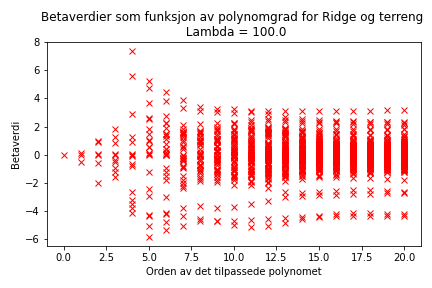 Betaverdier som funksjon av polynomgrad for Ridge og terreng
Lambda = 100.0
Betaverdi
8
6
4
2
0
−2
−4
−6
0.0 2.5 5.0 7.5 10.0 12.5 15.0 17.5 20.0
Orden av det tilpassede polynomet